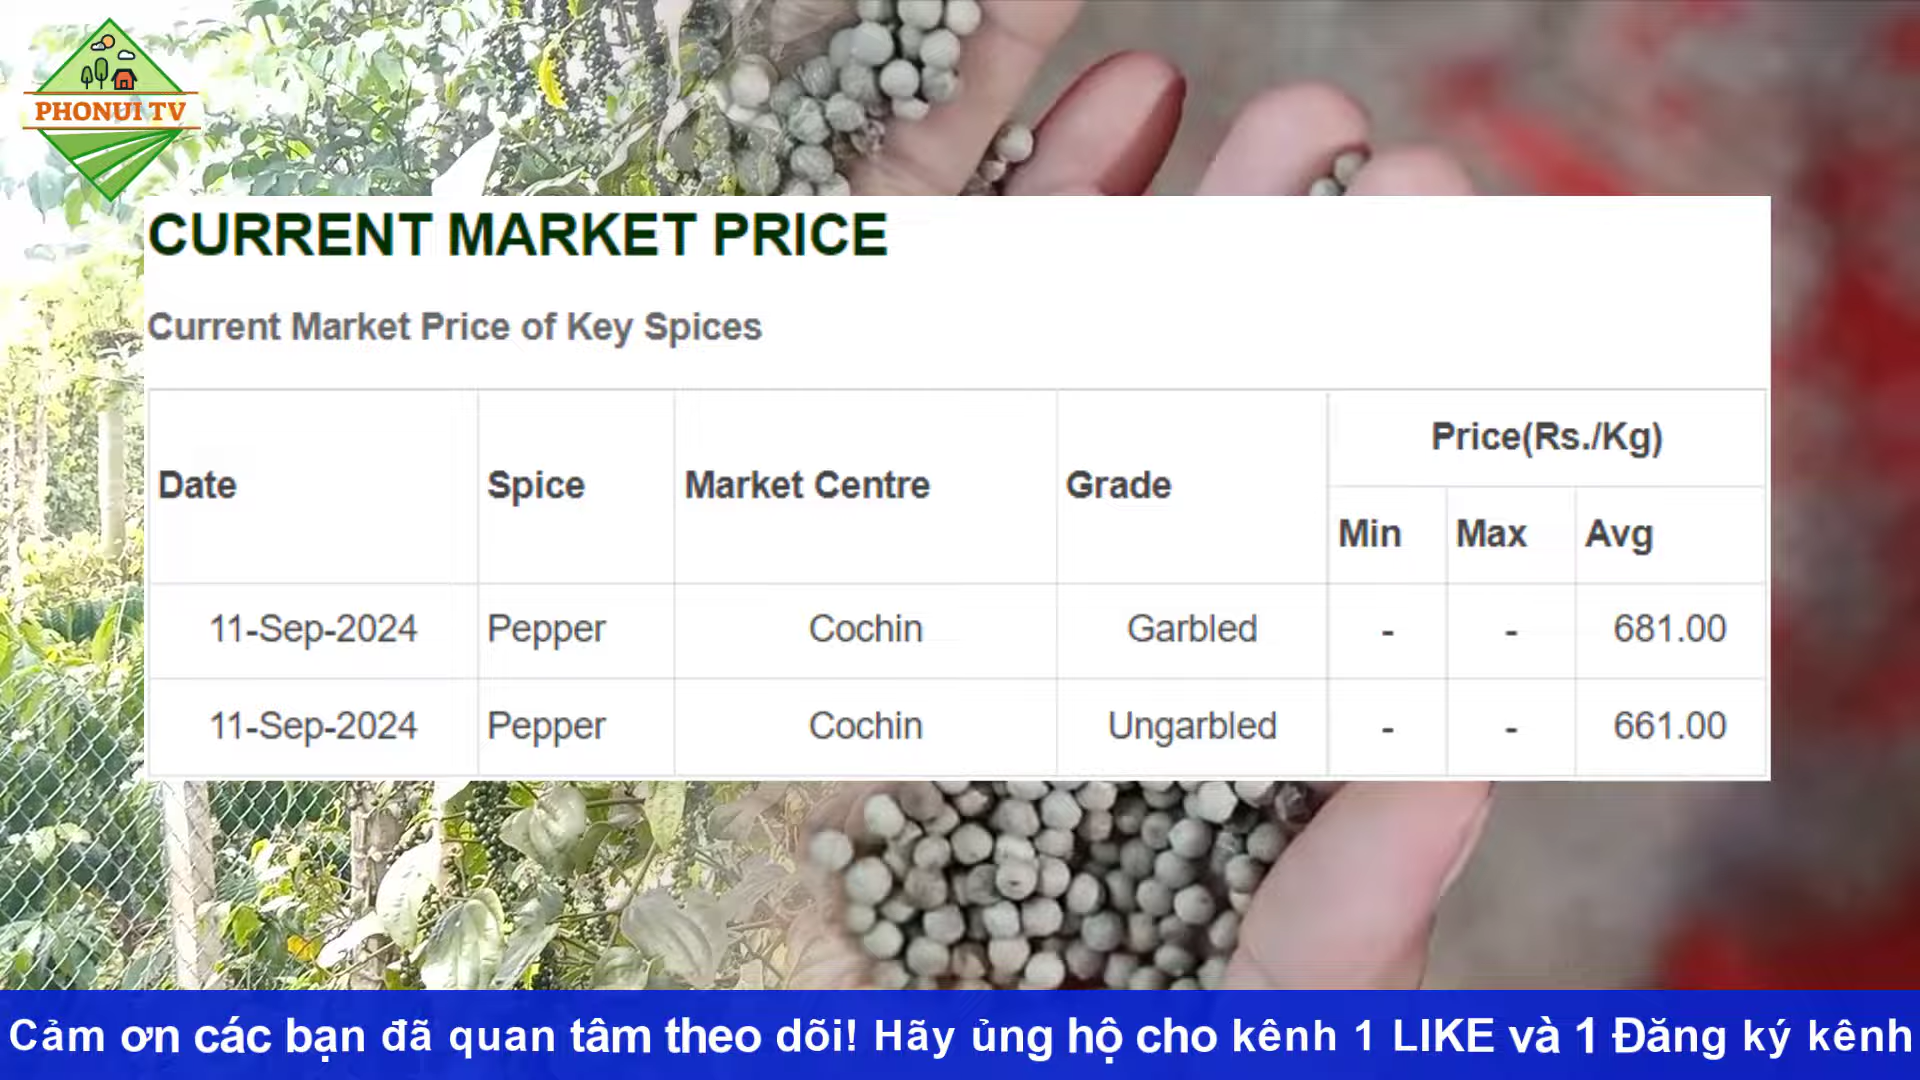 PHONUI TV
CURRENT MARKET PRICE
Current Market Price of Key Spices
Date Spice Market Centre Grade Price(Rs./Kg)
Min Max Avg
11-Sep-2024 Pepper Cochin Garbled - - 681.00
11-Sep-2024 Pepper Cochin Ungarbled - - 661.00
Cảm ơn các bạn đã quan tâm theo dõi! Hãy ủng hộ cho kênh 1 LIKE và 1 Đăng ký kênh